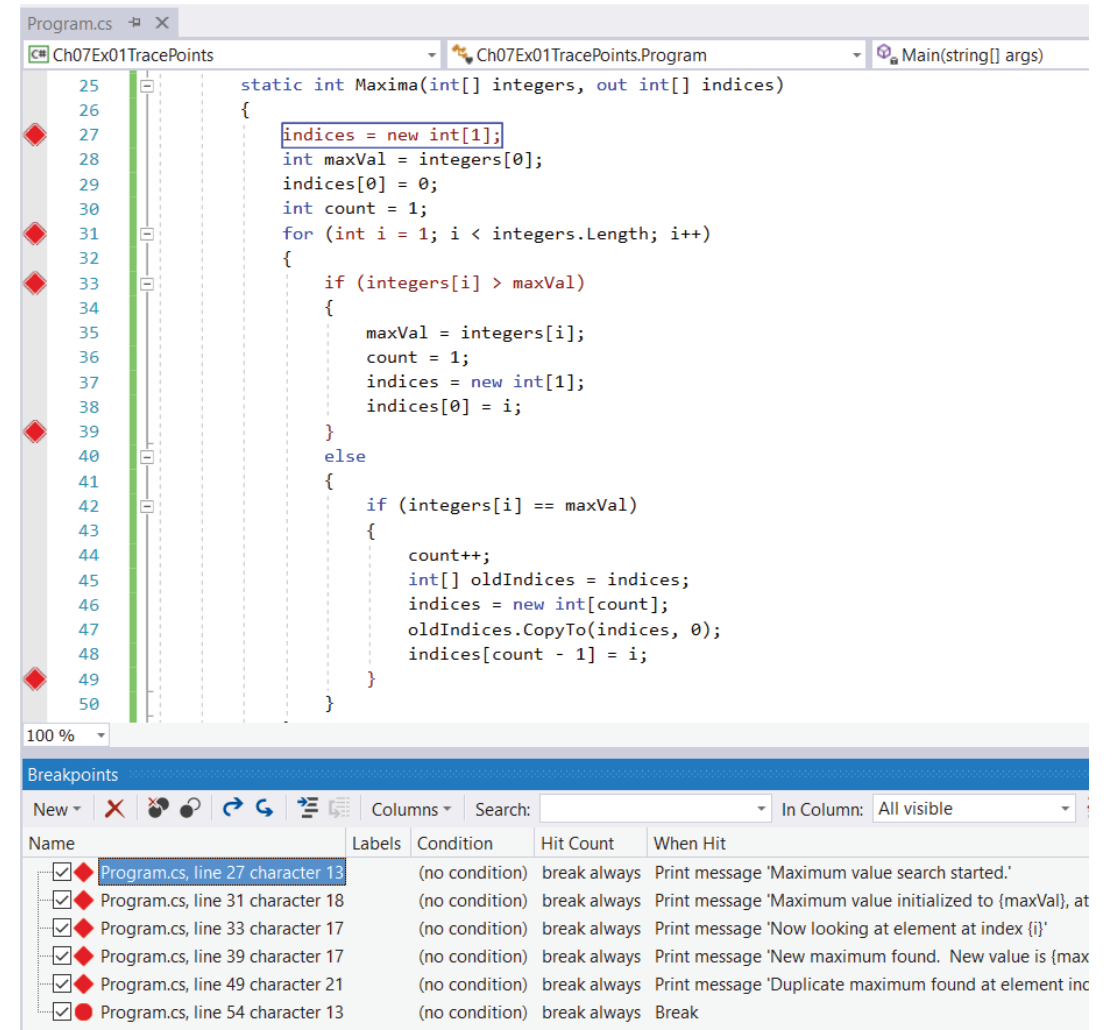 Program.cs
C# Ch07Ex01TracePoints Ch07Ex01TracePoints.Program Main(string[] args)
25 static int Maxima(int[] integers, out int[] indices)
26 {
27 indices = new int[1];
28 int maxVal = integers[0];
29 indices[0] = 0;
30 int count = 1;
31 for (int i = 1; i < integers.Length; i++)
32 {
33 if (integers[i] > maxVal)
34 {
35 maxVal = integers[i];
36 count = 1;
37 indices = new int[1];
38 indices[0] = i;
39 }
40 else
41 {
42 if (integers[i] == maxVal)
43 {
44 count++;
45 int[] oldIndices = indices;
46 indices = new int[count];
47 oldIndices.CopyTo(indices, 0);
48 indices[count - 1] = i;
49 }
50 }
100 %
Breakpoints
New Columns Search: In Column: All visible
Name Labels Condition Hit Count When Hit
Program.cs, line 27 character 13 (no condition) break always Print message 'Maximum value search started.'
Program.cs, line 31 character 18 (no condition) break always Print message 'Maximum value initialized to {maxVal}, at
Program.cs, line 33 character 17 (no condition) break always Print message 'Now looking at element at index {i}'
Program.cs, line 39 character 17 (no condition) break always Print message 'New maximum found. New value is {max
Program.cs, line 49 character 21 (no condition) break always Print message 'Duplicate maximum found at element ind
Program.cs, line 54 character 13 (no condition) break always Break